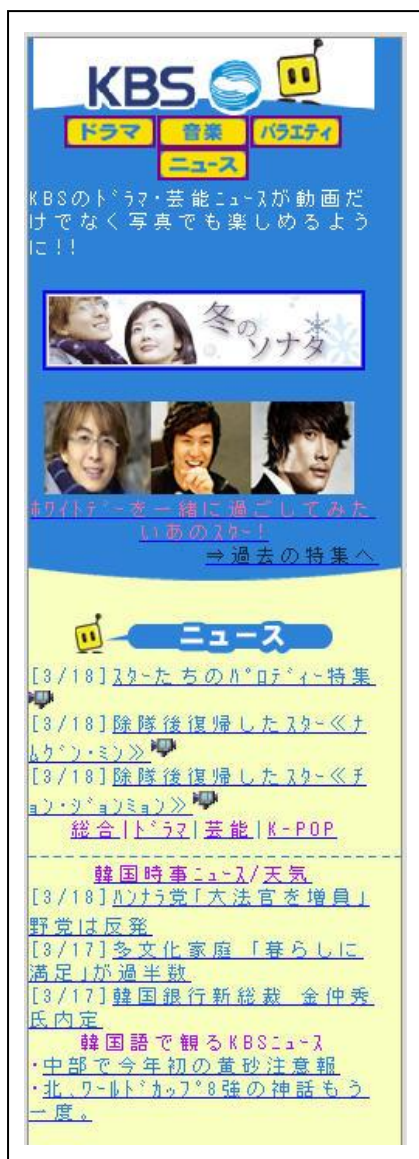 KBS
ドラマ 音楽 バラエティ
ニュース
KBSのﾄﾞﾗﾏ･芸能ﾆｭｰｽが動画だ
けでなく写真でも楽しめるよう
に!!
冬のソナタ
ﾎﾜｲﾄﾃﾞｰを一緒に過ごしてみた
いあのｽﾀｰ!
⇒過去の特集へ
ニュース
[3/18]ｽﾀｰたちのﾊﾟﾛﾃﾞｨｰ特集
[3/18]除隊後復帰したｽﾀｰ≪ﾅ
ﾑｸﾞﾝ･ﾐﾝ≫
[3/18]除隊後復帰したｽﾀｰ≪ﾁ
ｮﾝ･ｼﾞｮﾝﾐｮﾝ≫
総合|ﾄﾞﾗﾏ|芸能|K-POP
韓国時事ﾆｭｰｽ/天気
[3/18]ﾊﾝﾅﾗ党｢大法官を増員｣
野党は反発
[3/17]多文化家庭 ｢暮らしに
満足｣が過半数
[3/17]韓国銀行新総裁 金仲秀
氏内定
韓国語で観るKBSﾆｭｰｽ
･中部で今年初の黄砂注意報
･北､ﾜｰﾙﾄﾞｶｯﾌﾟ8強の神話もう
一度｡